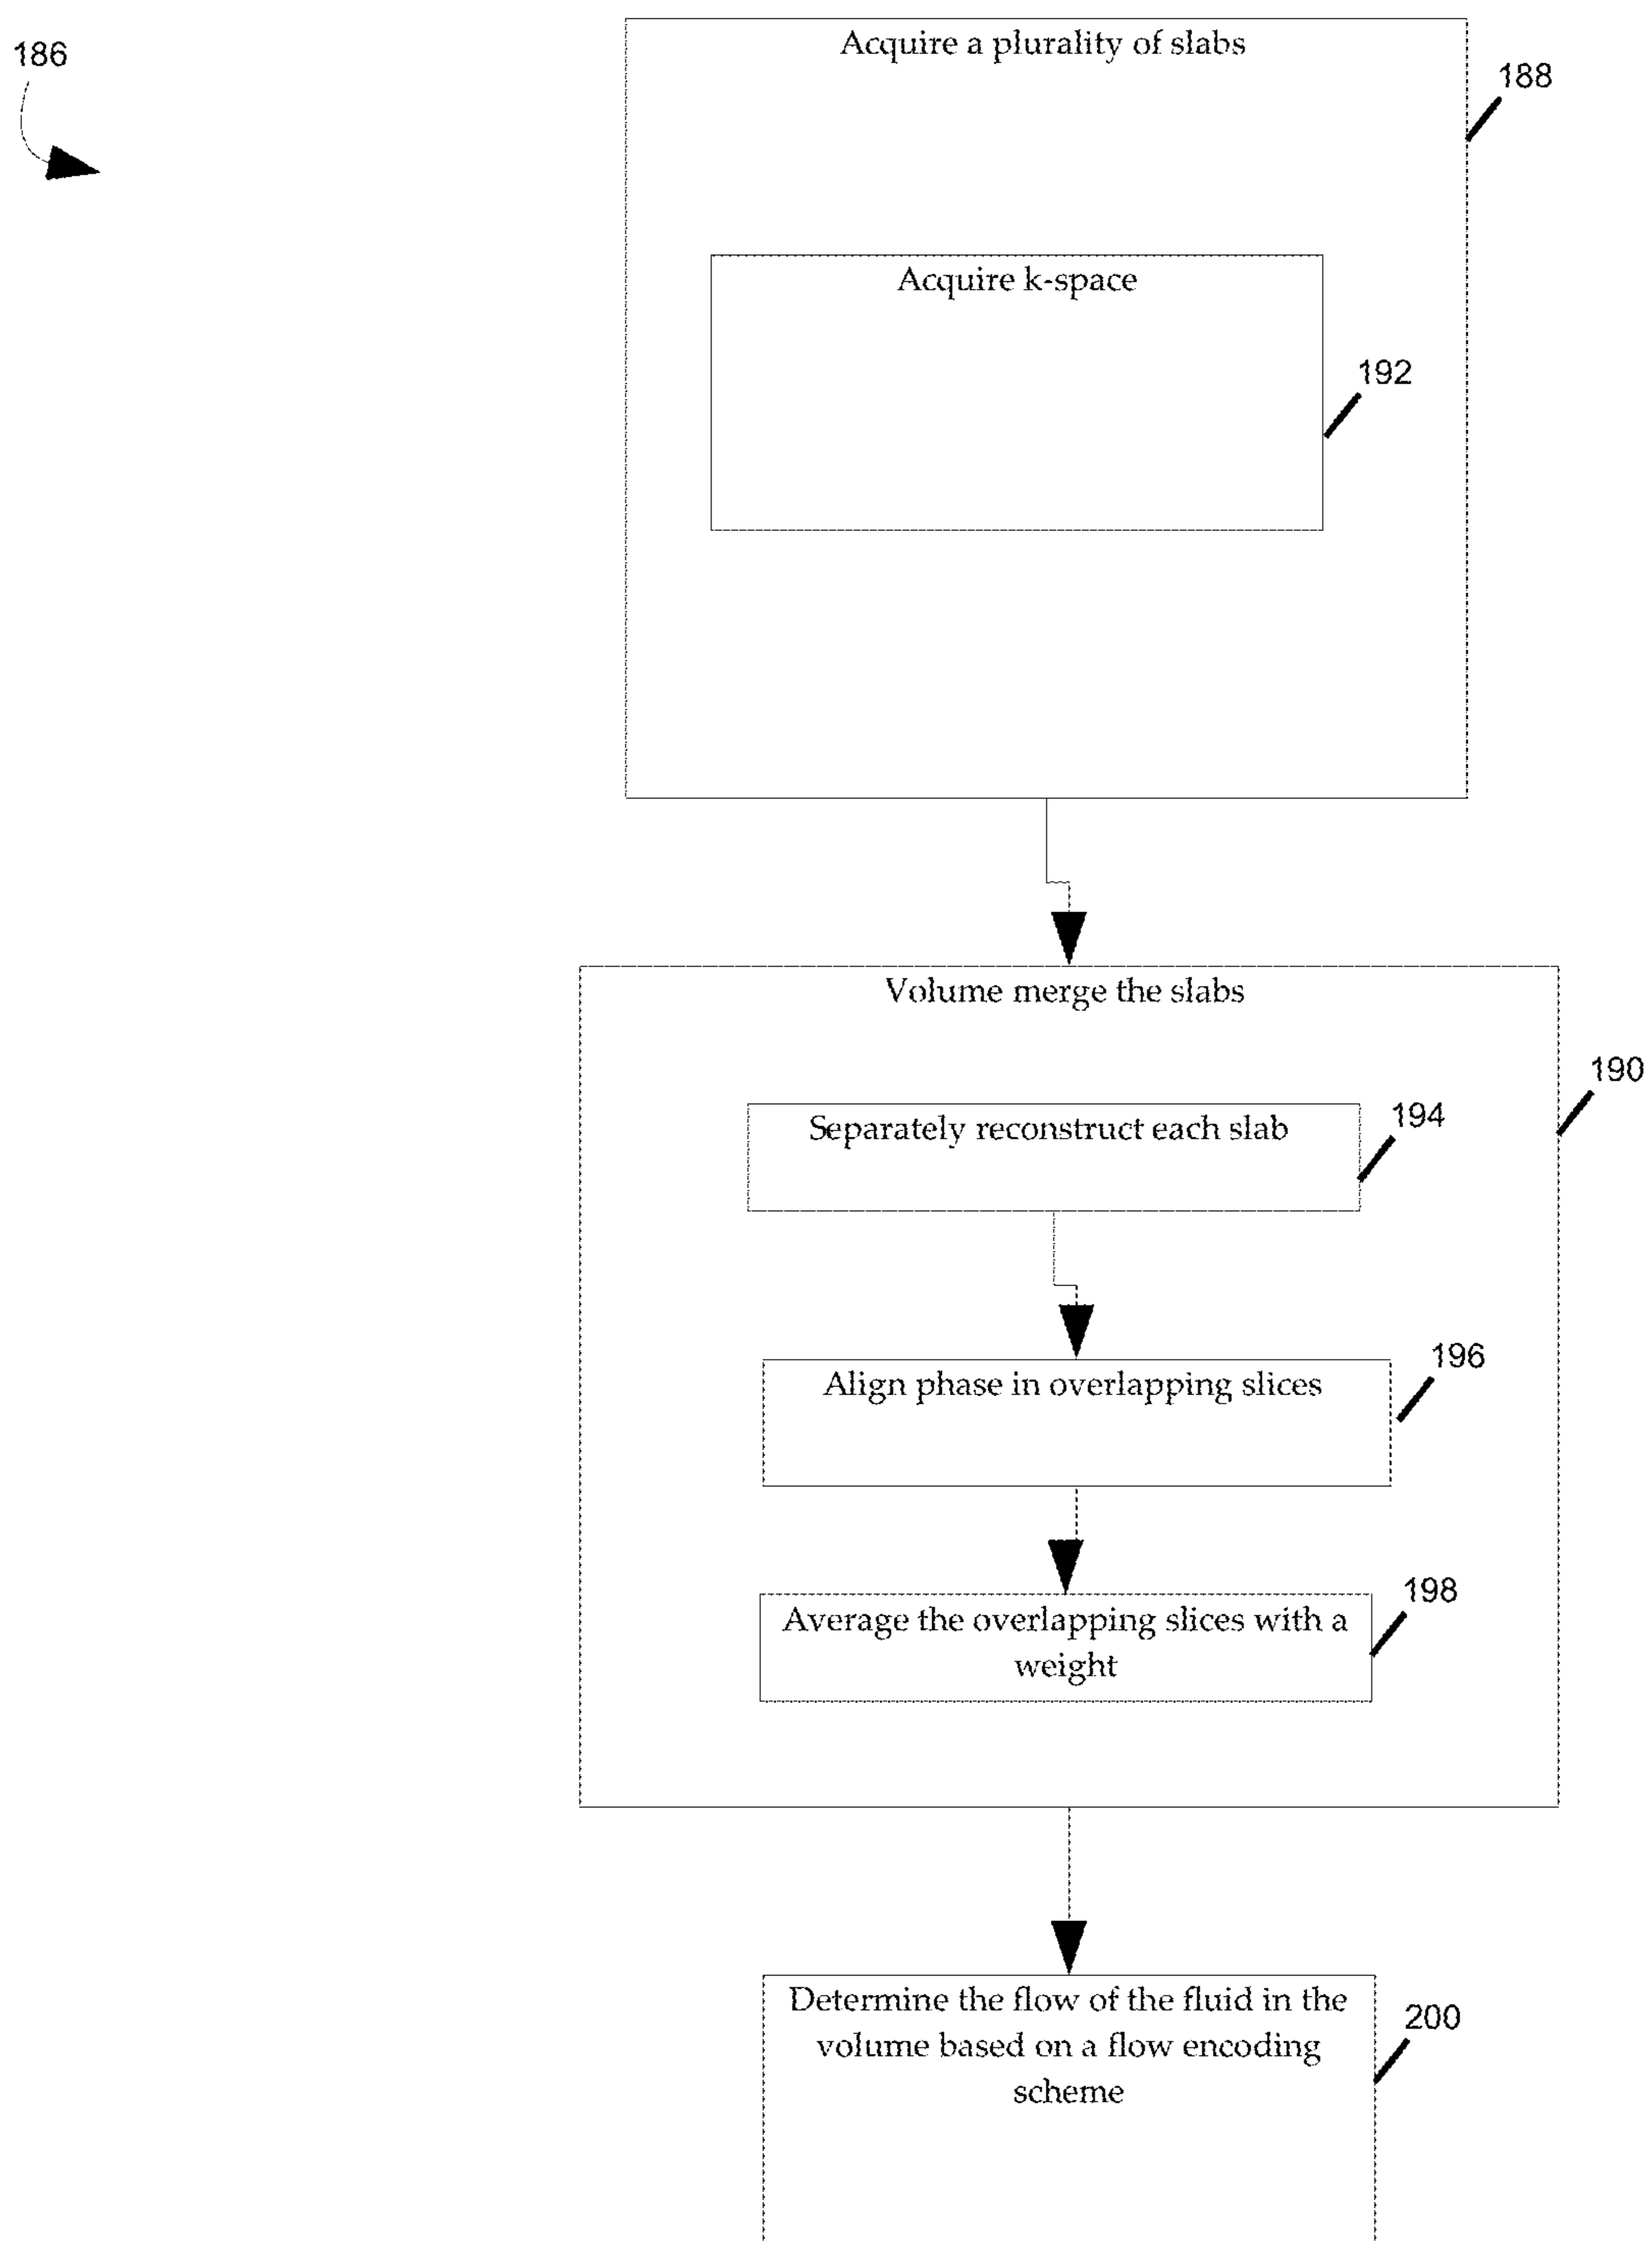 186
Acquire a plurality of slabs
188
Acquire k-space
192
Volume merge the slabs
190
Separately reconstruct each slab
194
Align phase in overlapping slices
196
Average the overlapping slices with a
weight
198
Determine the flow of the fluid in the
volume based on a flow encoding
scheme
200